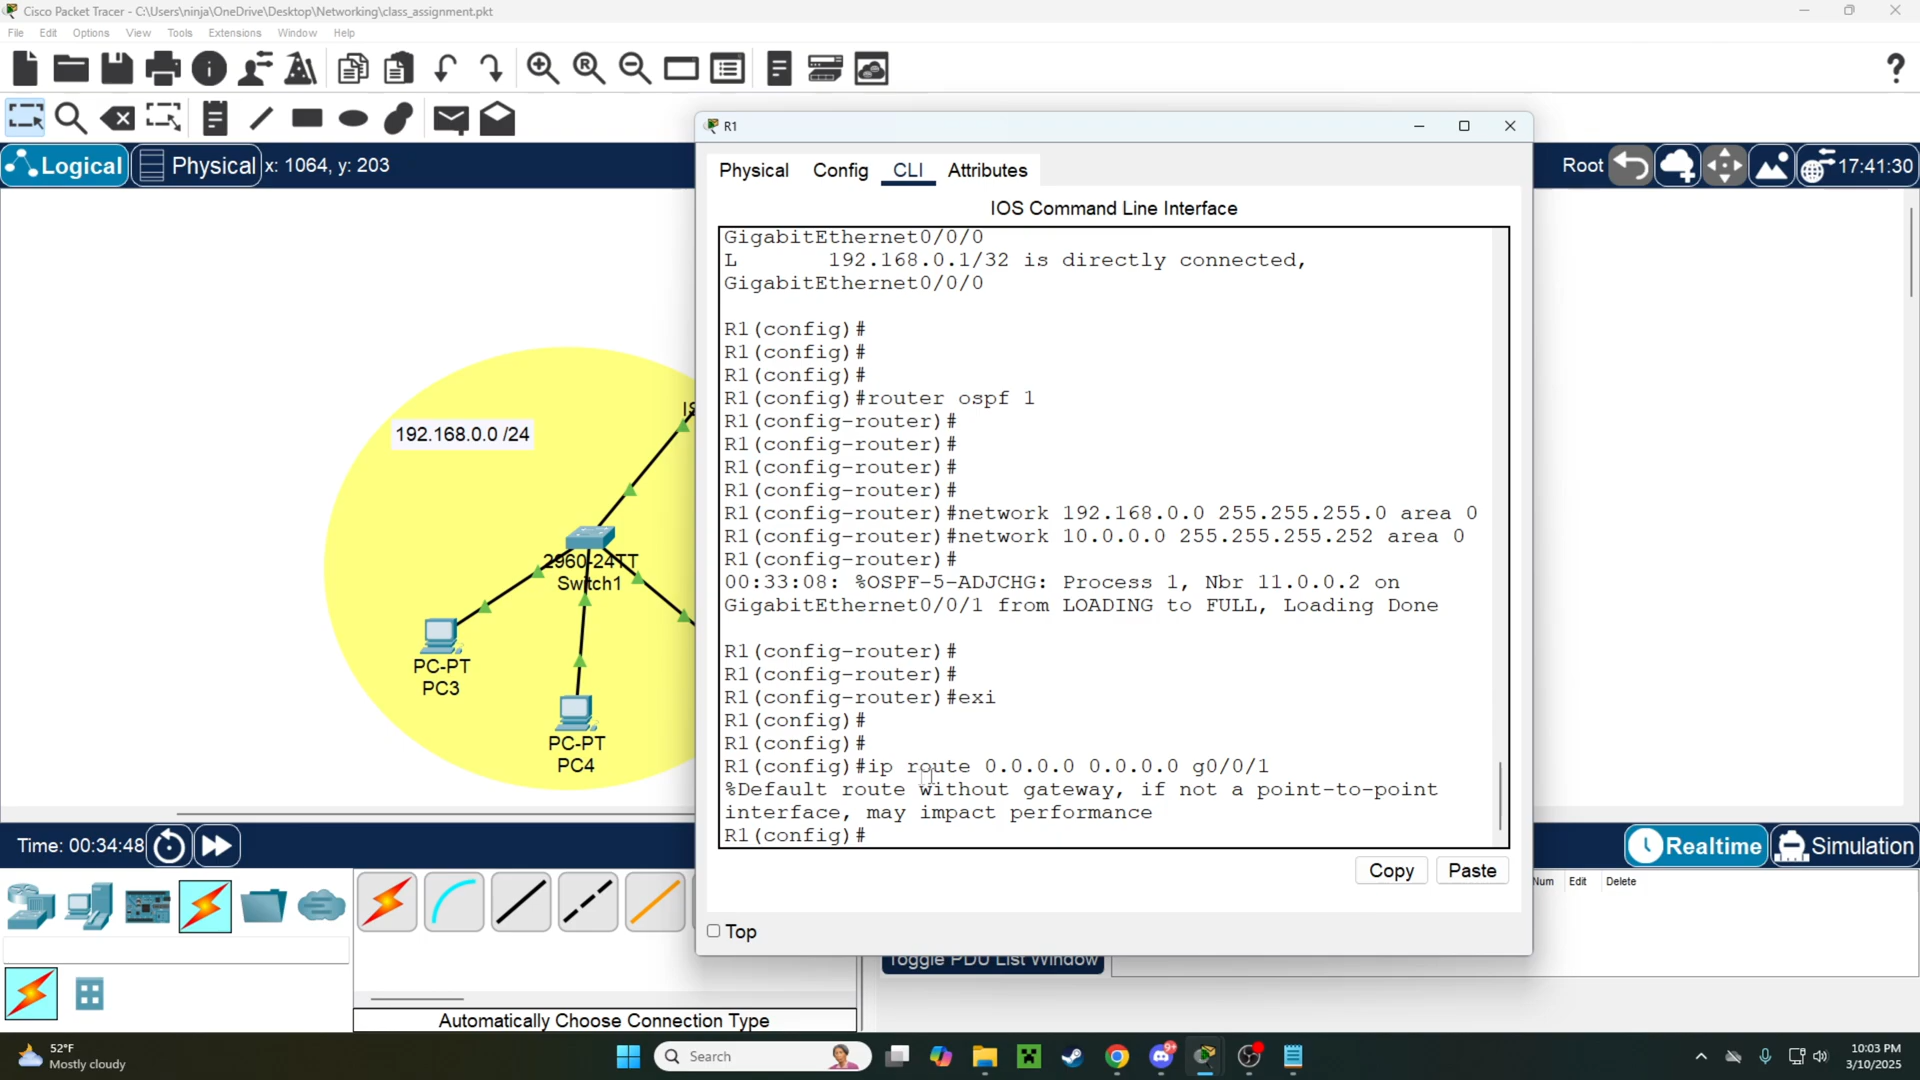 Cisco Packet Tracer - C:\Users\ninja\OneDrive\Desktop\Networking\class_assignment.pkt
File Edit Options View Tools Extensions Window Help
Logical Physical x: 1064, y: 203
Root 17:41:30
192.168.0.0 /24
2960-24TT
Switch1
PC-PT
PC3
PC-PT
PC4
R1
Physical Config CLI Attributes
IOS Command Line Interface
GigabitEthernet0/0/0
L 192.168.0.1/32 is directly connected,
GigabitEthernet0/0/0
R1(config)#
R1(config)#
R1(config)#
R1(config)#router ospf 1
R1(config-router)#
R1(config-router)#
R1(config-router)#
R1(config-router)#
R1(config-router)#network 192.168.0.0 255.255.255.0 area 0
R1(config-router)#network 10.0.0.0 255.255.255.252 area 0
R1(config-router)#
00:33:08: %OSPF-5-ADJCHG: Process 1, Nbr 11.0.0.2 on
GigabitEthernet0/0/1 from LOADING to FULL, Loading Done
R1(config-router)#
R1(config-router)#
R1(config-router)#exi
R1(config)#
R1(config)#
R1(config)#ip route 0.0.0.0 0.0.0.0 g0/0/1
%Default route without gateway, if not a point-to-point
interface, may impact performance
R1(config)#
Copy Paste
Top
Time: 00:34:48
Realtime Simulation
Num Edit Delete
Toggle PDU List Window
Automatically Choose Connection Type
52°F
Mostly cloudy
Search
10:03 PM
3/10/2025